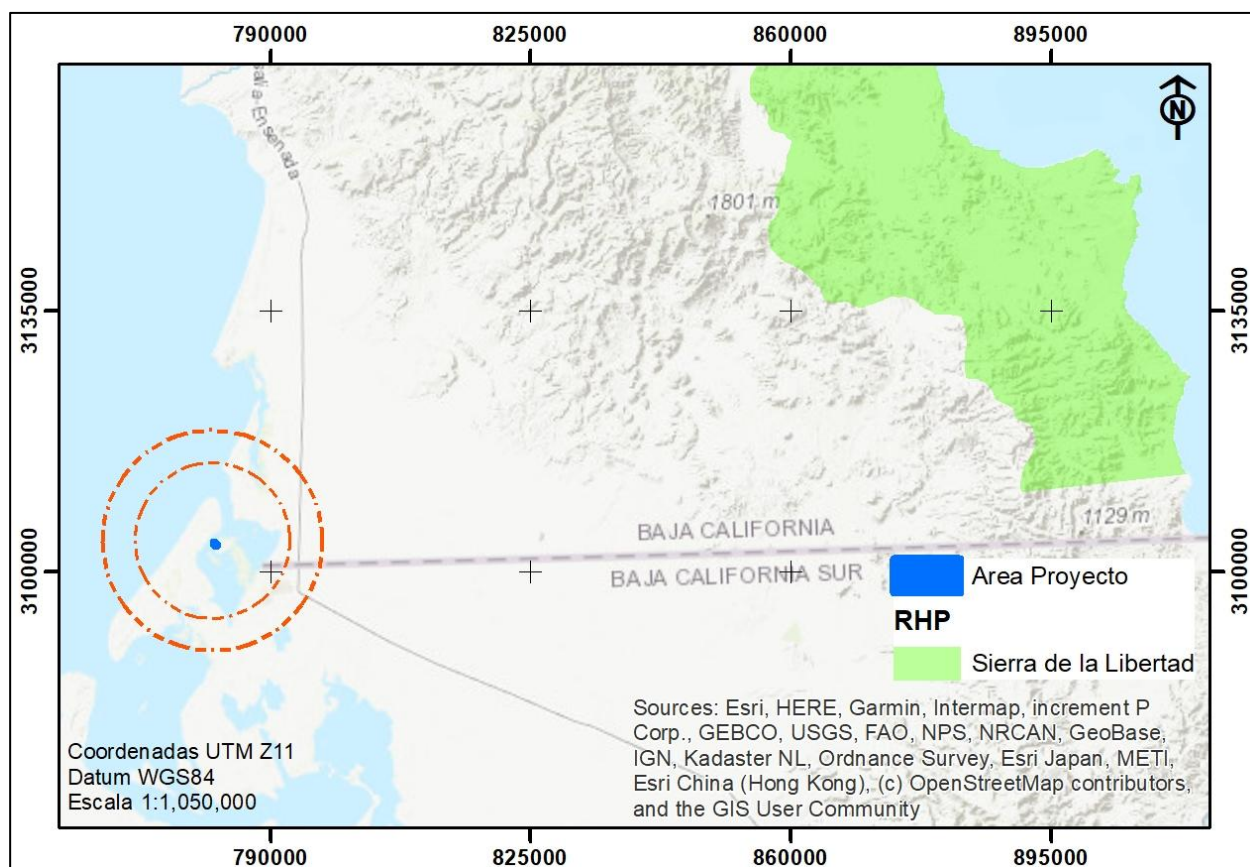 790000 825000 860000 895000
alia-Ensenada
N
1801 m
3135000 3135000
BAJA CALIFORNIA
1129 m
3100000 3100000
BAJA CALIFORNIA SUR
Area Proyecto
RHP
Sierra de la Libertad
Sources: Esri, HERE, Garmin, Intermap, increment P
Corp., GEBCO, USGS, FAO, NPS, NRCAN, GeoBase,
IGN, Kadaster NL, Ordnance Survey, Esri Japan, METI,
Esri China (Hong Kong), (c) OpenStreetMap contributors,
and the GIS User Community
Coordenadas UTM Z11
Datum WGS84
Escala 1:1,050,000
790000 825000 860000 895000